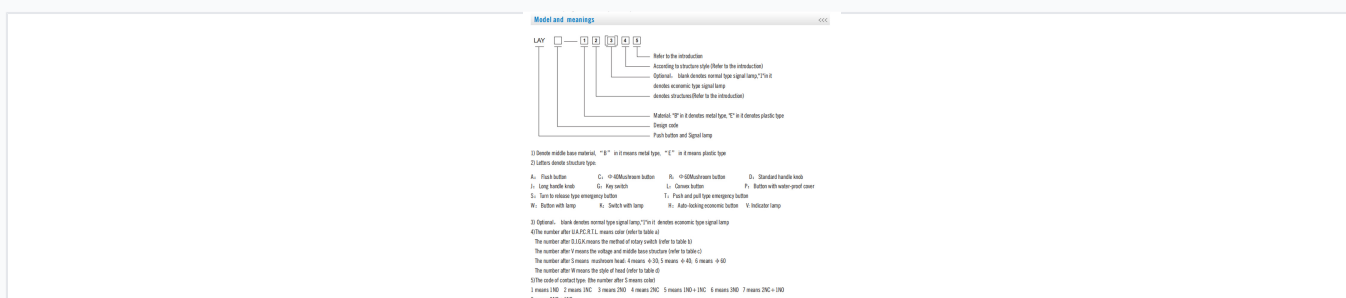 Model and meanings <<<
LAY □ — 1 2 [3] 4 5
Refer to the introduction
According to structure style (Refer to the introduction)
Optional, blank denotes normal type signal lamp,"I"in it
denotes economic type signal lamp
denotes structures(Refer to the introduction)
Material: "B" in it denotes metal type, "E" in it denotes plastic type
Design code
Push button and Signal lamp
1) Denote middle base material, "B" in it means metal type, "E" in it means plastic type
2) Letters denote structure type:
A: Flush button C: Φ40Mushroom button R: Φ60Mushroom button D: Standard handle knob
J: Long handle knob G: Key switch L: Convex button P: Button with water-proof cover
S: Turn to release type emergency button T: Push and pull type emergency button
W: Button with lamp K: Switch with lamp H: Auto-locking economic button V: Indicator lamp
3) Optional, blank denotes normal type signal lamp,"I"in it denotes economic type signal lamp
4)The number after U.A.P.C.R.T.L. means color (refer to table a)
The number after D.J.G.K means the method of rotary switch (refer to table b)
The number after V means the voltage and middle base structure (refer to table c)
The number after S means mushroom head: 4 means ϕ30; 5 means ϕ40, 6 means ϕ60
The number after W means the style of head (refer to table d)
5)The code of contact type: (the number after S means color)
1 means 1NO 2 means 1NC 3 means 2NO 4 means 2NC 5 means 1NO+1NC 6 means 3NO 7 means 2NC+1NO